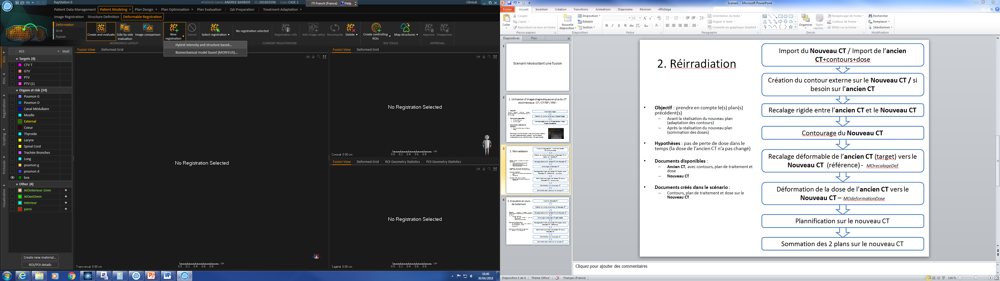 RayStation 6
Patient name: ANDREE BARBIER ID: 201603596 Case: CASE 2
FR French (France) Help
Clinical
Patient Data Management Patient Modeling Plan Design Plan Optimization Plan Evaluation QA Preparation Treatment Adaptation
Image Registration Structure Definition Deformable Registration
Deformation
Grid
Fusion
Create and evaluate
Side by side evaluation
Image comparison
WORKSPACE LAYOUT
New registration
Cancel
Select registration
No registration selected
Registration info
Add image set(s)
Recompute
Delete
CURRENT REGISTRATION
Create controlling ROIs
Map structures
ROI TOOLS
Approve
Unapprove
APPROVAL
Hybrid intensity and structure based...
Biomechanical model based (MORFEUS)...
ROIs
POIs
Registrations
Scripting
Protocols
Visualization
ROI Matl
Targets (4)
CTV T
GTV
PTV
PTV (1)
Organs at risk (14)
Poumon G
Poumon D
Canal Médullaire
Moelle
External
Coeur
Thyroide
Larynx
Spinal Cord
Trachée Bronches
Lung
poumon g
poumon d
box
Other (4)
AIOinterieur-1mm
AIOext3mm
interieur
paroi
Create new material...
ROI/POI details
Fusion View Deformed Grid
No Registration Selected
Transversal: 0.00 cm
0.0 0.2 0.4 0.6 0.8 cm
Fusion View Deformed Grid
No Registration Selected
Coronal: 0.00 cm
0.0 0.2 0.4 0.6 0.8 cm
Fusion View Deformed Grid ROI Geometry Statistics POI Geometry Statistics
No Registration Selected
Sagittal: 0.00 cm
0.0 0.2 0.4 0.6 0.8 cm
16:40
30/04/2018
Scenarii - Microsoft PowerPoint
Fichier Accueil Insertion Création Transitions Animations Diaporama Révision Affichage
Coller
Couper
Copier
Reproduire la mise en forme
Presse-papiers
Nouvelle diapositive
Disposition
Rétablir
Section
Diapositives
12
Police
Orientation du texte
Aligner le texte
Convertir en graphique SmartArt
Paragraphe
Organiser
Styles rapides
Remplissage de forme
Contour de forme
Effets sur la forme
Dessin
Rechercher
Remplacer
Sélectionner
Modification
Diapositives Plan
1
Scenarii nécessitant une fusion
2
1. Utilisation d'images diagnostiques en plus du CT
dosimétrique - CT / CT-TEP / IRM -
3
2. Réirradiation
4
3. Evaluation en cours
de traitement
2. Réirradiation
• Objectif : prendre en compte le(s) plan(s)
précédent(s)
– Avant la réalisation du nouveau plan
(adaptation des contours)
– Après la réalisation du nouveau plan
(sommation des doses)
• Hypothèses : pas de perte de dose dans le
temps (la dose de l'ancien CT n'a pas changé)
• Documents disponibles :
– Ancien CT, avec contours, plan de traitement et
dose
– Nouveau CT
• Documents créés dans le scénario :
– Contours, plan de traitement et dose sur le
Nouveau CT
Import du Nouveau CT / Import de l'ancien
CT+contours+dose
Création du contour externe sur le Nouveau CT / si
besoin sur l'ancien CT
Recalage rigide entre l'ancien CT et le Nouveau CT
Contourage du Nouveau CT
Recalage déformable de l'ancien CT (target) vers le
Nouveau CT (référence) - MOrecalageDef
Déformation de la dose de l'ancien CT vers le
Nouveau CT – MOdeformationDose
Plannification sur le nouveau CT
Sommation des 2 plans sur le nouveau CT
Cliquez pour ajouter des commentaires
Diapositive 3 de 4 "Thème Office" Français (France)
116 %